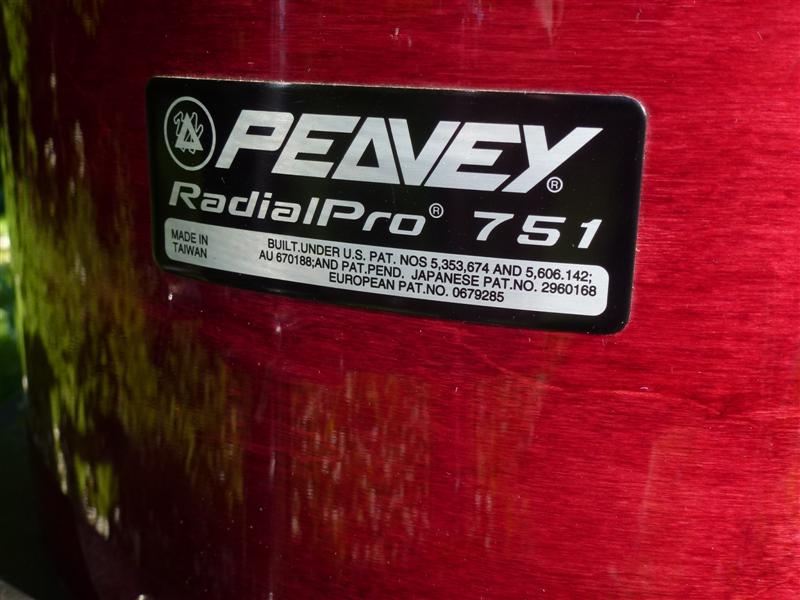 PEAVEY®
RadialPro® 751
MADE IN
TAIWAN
BUILT.UNDER U.S. PAT. NOS 5,353,674 AND 5,606.142;
AU 670188;AND PAT.PEND. JAPANESE PAT.NO. 2960168
EUROPEAN PAT.NO. 0679285